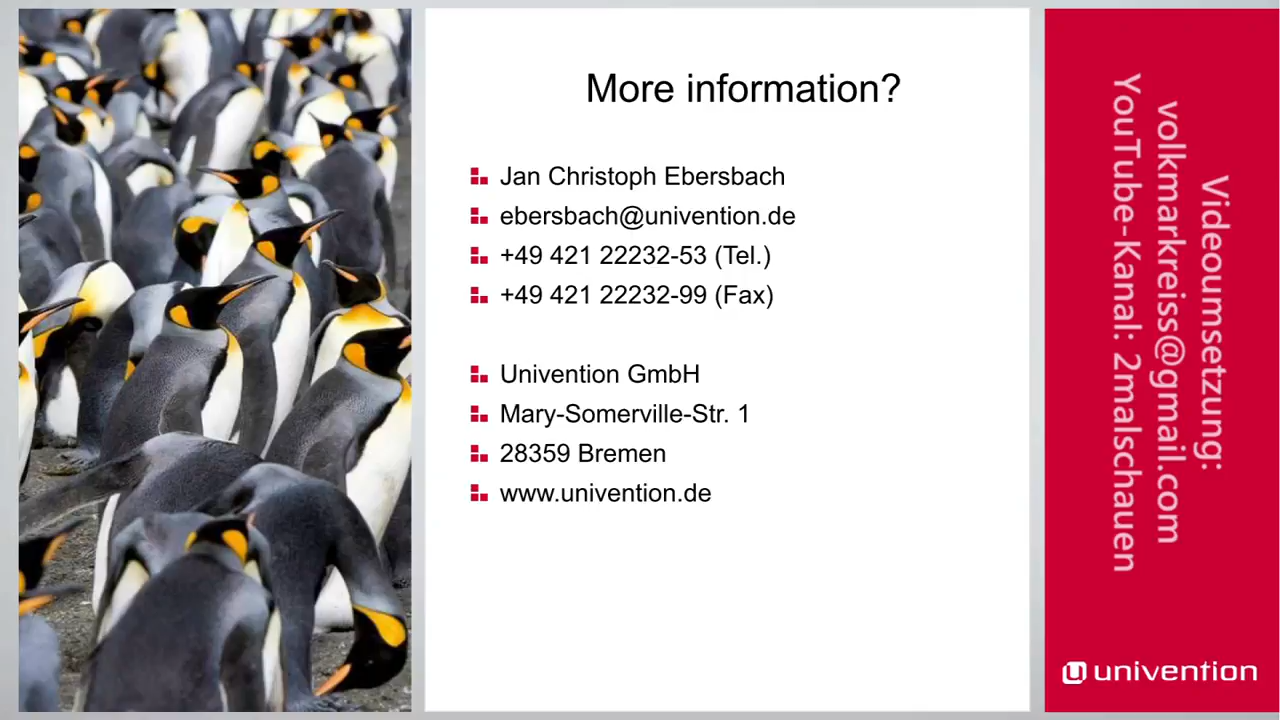 More information?
Jan Christoph Ebersbach
ebersbach@univention.de
+49 421 22232-53 (Tel.)
+49 421 22232-99 (Fax)
Univention GmbH
Mary-Somerville-Str. 1
28359 Bremen
www.univention.de
Videoumsetzung:
volkmarkreiss@gmail.com
YouTube-Kanal: 2malschauen
univention